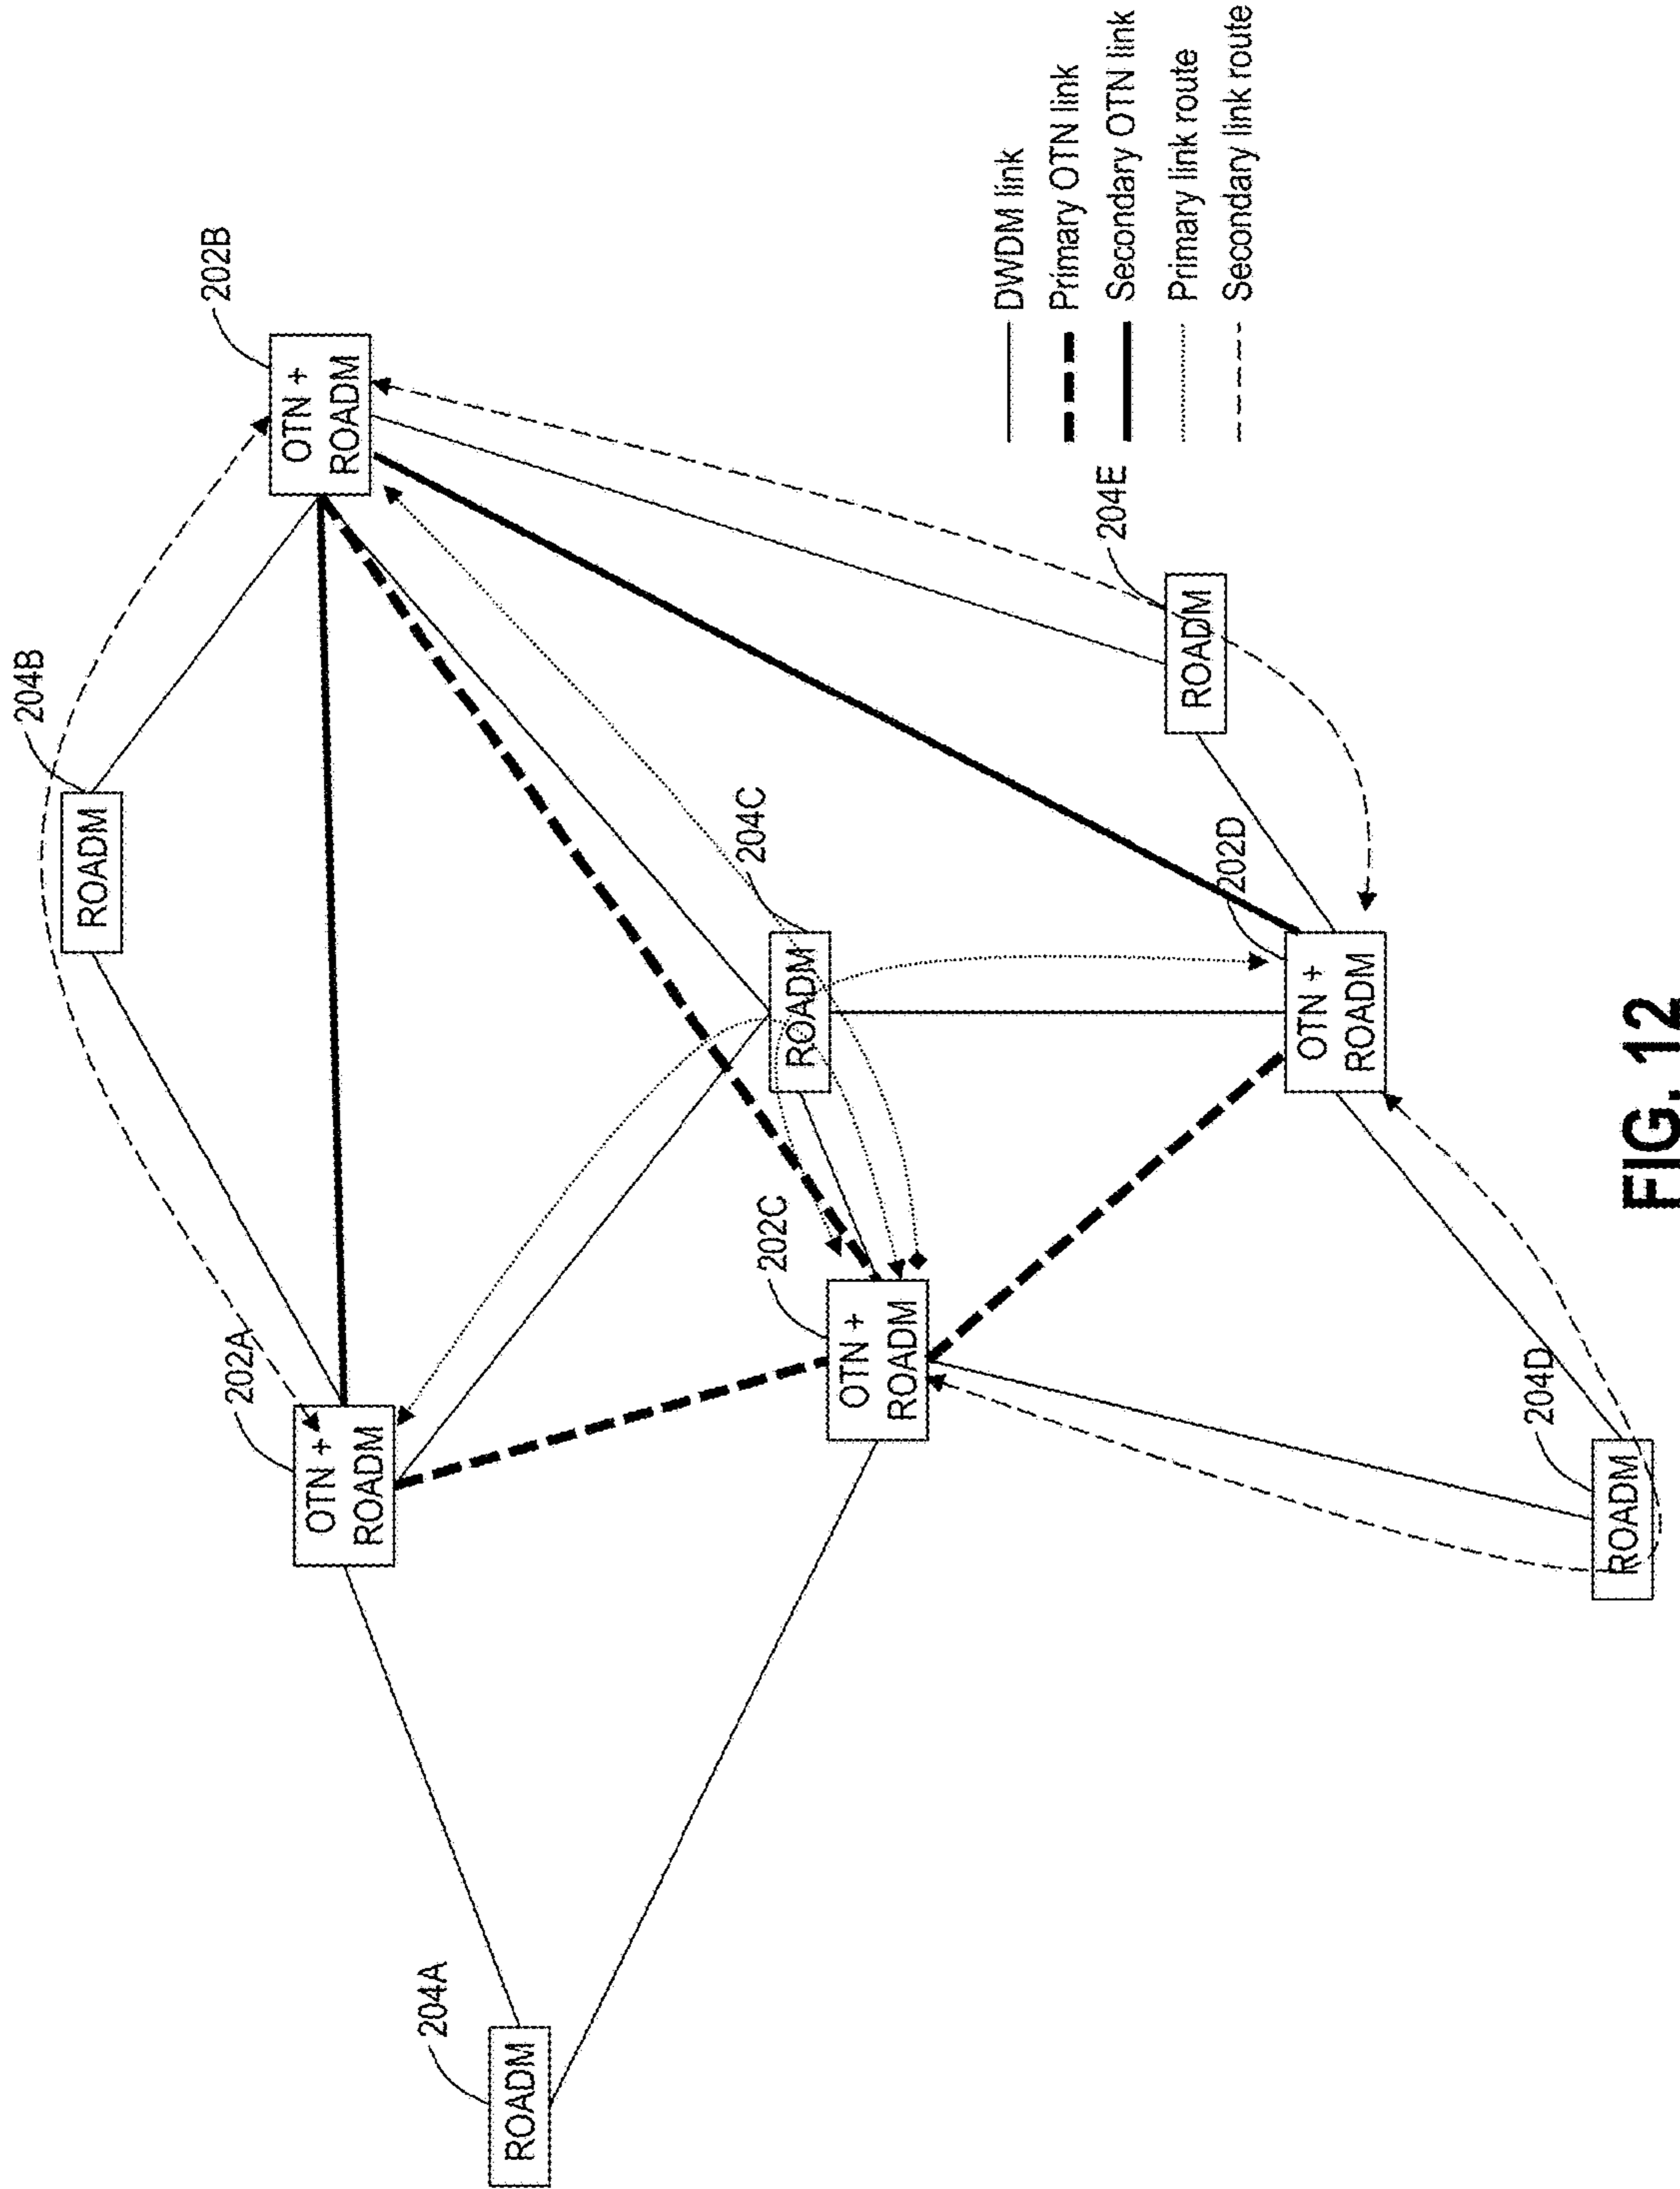 204A
ROADM
202A
OTN +
ROADM
204B
ROADM
202B
OTN +
ROADM
202C
OTN +
ROADM
204C
ROADM
204D
ROADM
202D
OTN +
ROADM
204E
ROADM
DWDM link
Primary OTN link
Secondary OTN link
Primary link route
Secondary link route
FIG. 12